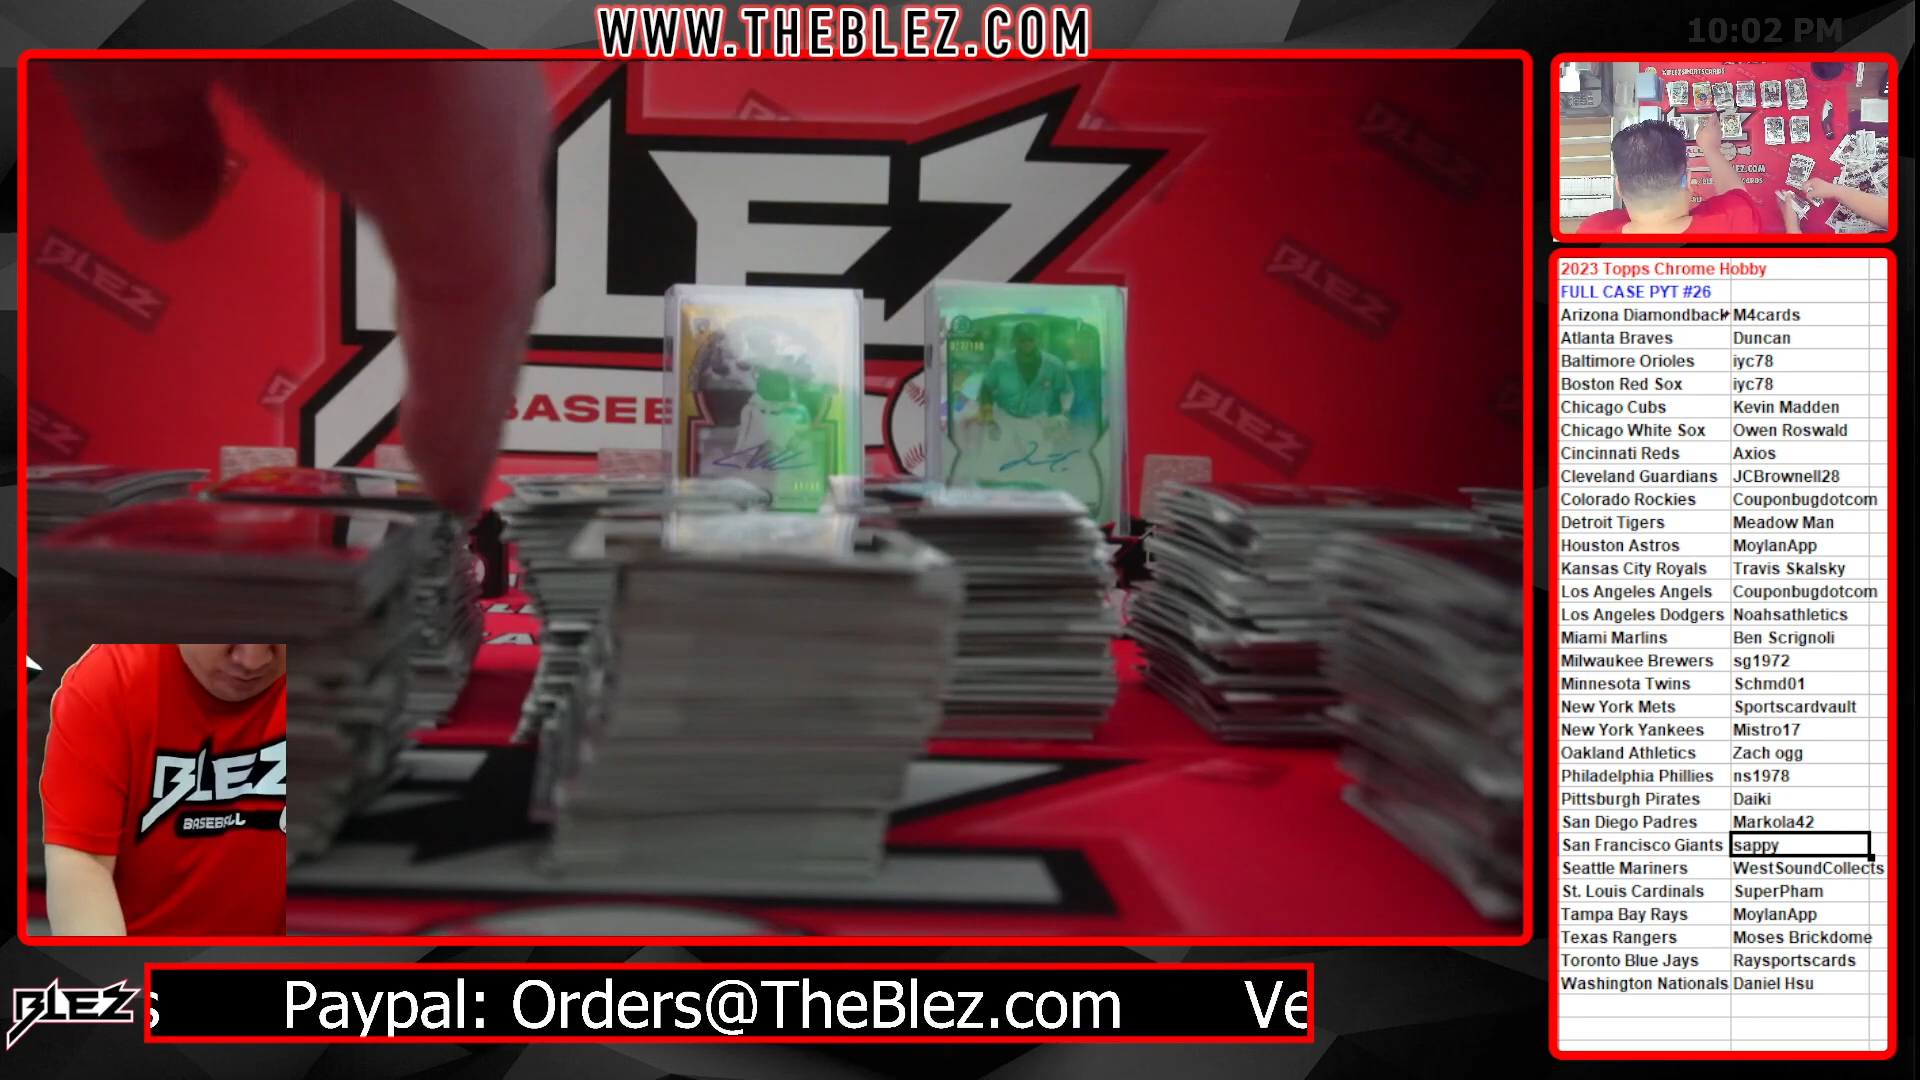 WWW.THEBLEZ.COM
10:02 PM
BLEZ
BASEB
BLEZ
BLEZ
BLEZ
BLEZ
BASEBALL
2023 Topps Chrome Hobby
FULL CASE PYT #26
Arizona Diamondback M4cards
Atlanta Braves Duncan
Baltimore Orioles iyc78
Boston Red Sox iyc78
Chicago Cubs Kevin Madden
Chicago White Sox Owen Roswald
Cincinnati Reds Axios
Cleveland Guardians JCBrownell28
Colorado Rockies Couponbugdotcom
Detroit Tigers Meadow Man
Houston Astros MoylanApp
Kansas City Royals Travis Skalsky
Los Angeles Angels Couponbugdotcom
Los Angeles Dodgers Noahsathletics
Miami Marlins Ben Scrignoli
Milwaukee Brewers sg1972
Minnesota Twins Schmd01
New York Mets Sportscardvault
New York Yankees Mistro17
Oakland Athletics Zach ogg
Philadelphia Phillies ns1978
Pittsburgh Pirates Daiki
San Diego Padres Markola42
San Francisco Giants sappy
Seattle Mariners WestSoundCollects
St. Louis Cardinals SuperPham
Tampa Bay Rays MoylanApp
Texas Rangers Moses Brickdome
Toronto Blue Jays Raysportscards
Washington Nationals Daniel Hsu
BLEZ
s Paypal: Orders@TheBlez.com Ve